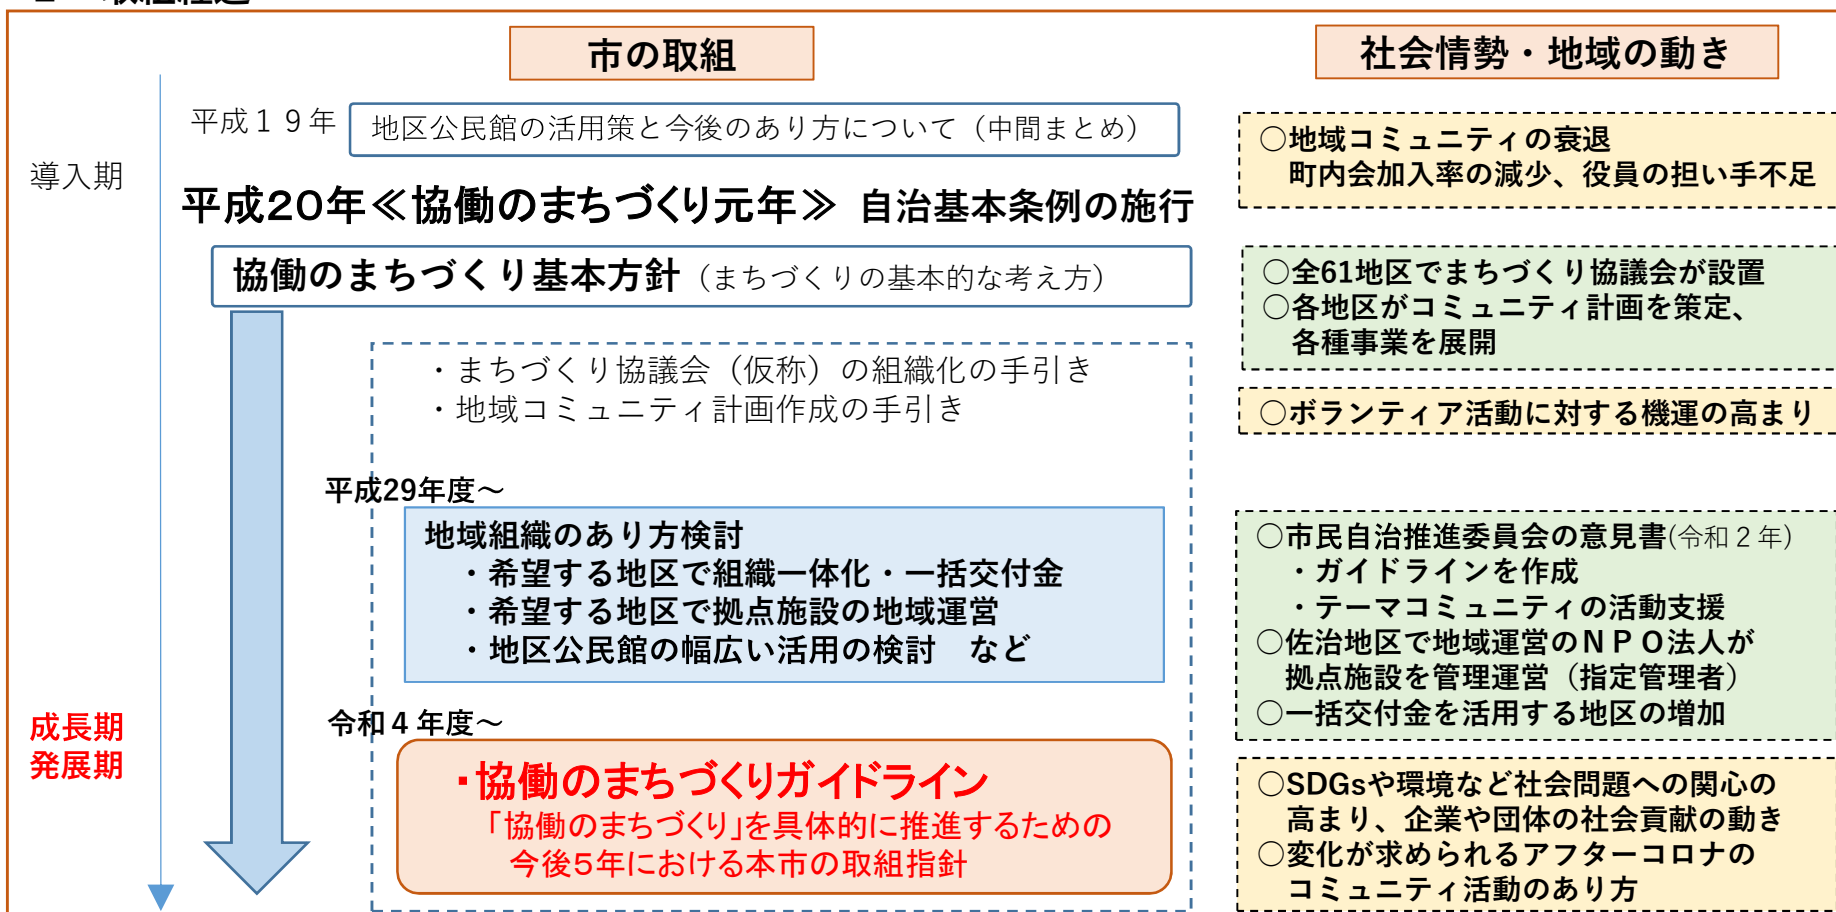 市の取組
平成１９年
地区公民館の活用策と今後のあり方について（中間まとめ）
導入期
平成20年≪協働のまちづくり元年≫ 自治基本条例の施行
協働のまちづくり基本方針（まちづくりの基本的な考え方）
・まちづくり協議会（仮称）の組織化の手引き
・地域コミュニティ計画作成の手引き
平成29年度～
地域組織のあり方検討
・希望する地区で組織一体化・一括交付金
・希望する地区で拠点施設の地域運営
・地区公民館の幅広い活用の検討　など
成長期
発展期
令和４年度～
・協働のまちづくりガイドライン
「協働のまちづくり」を具体的に推進するための
今後5年における本市の取組指針
社会情勢・地域の動き
○地域コミュニティの衰退
町内会加入率の減少、役員の担い手不足
○全61地区でまちづくり協議会が設置
○各地区がコミュニティ計画を策定、
各種事業を展開
○ボランティア活動に対する機運の高まり
○市民自治推進委員会の意見書(令和２年)
・ガイドラインを作成
・テーマコミュニティの活動支援
○佐治地区で地域運営のＮＰＯ法人が
拠点施設を管理運営（指定管理者）
○一括交付金を活用する地区の増加
○SDGsや環境など社会問題への関心の
高まり、企業や団体の社会貢献の動き
○変化が求められるアフターコロナの
コミュニティ活動のあり方